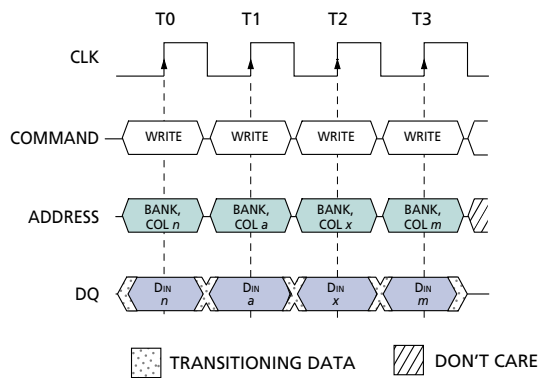 T0 T1 T2 T3
CLK
COMMAND WRITE WRITE WRITE WRITE
ADDRESS BANK, COL n BANK, COL a BANK, COL x BANK, COL m
DQ DIN n DIN a DIN x DIN m
TRANSITIONING DATA DON'T CARE